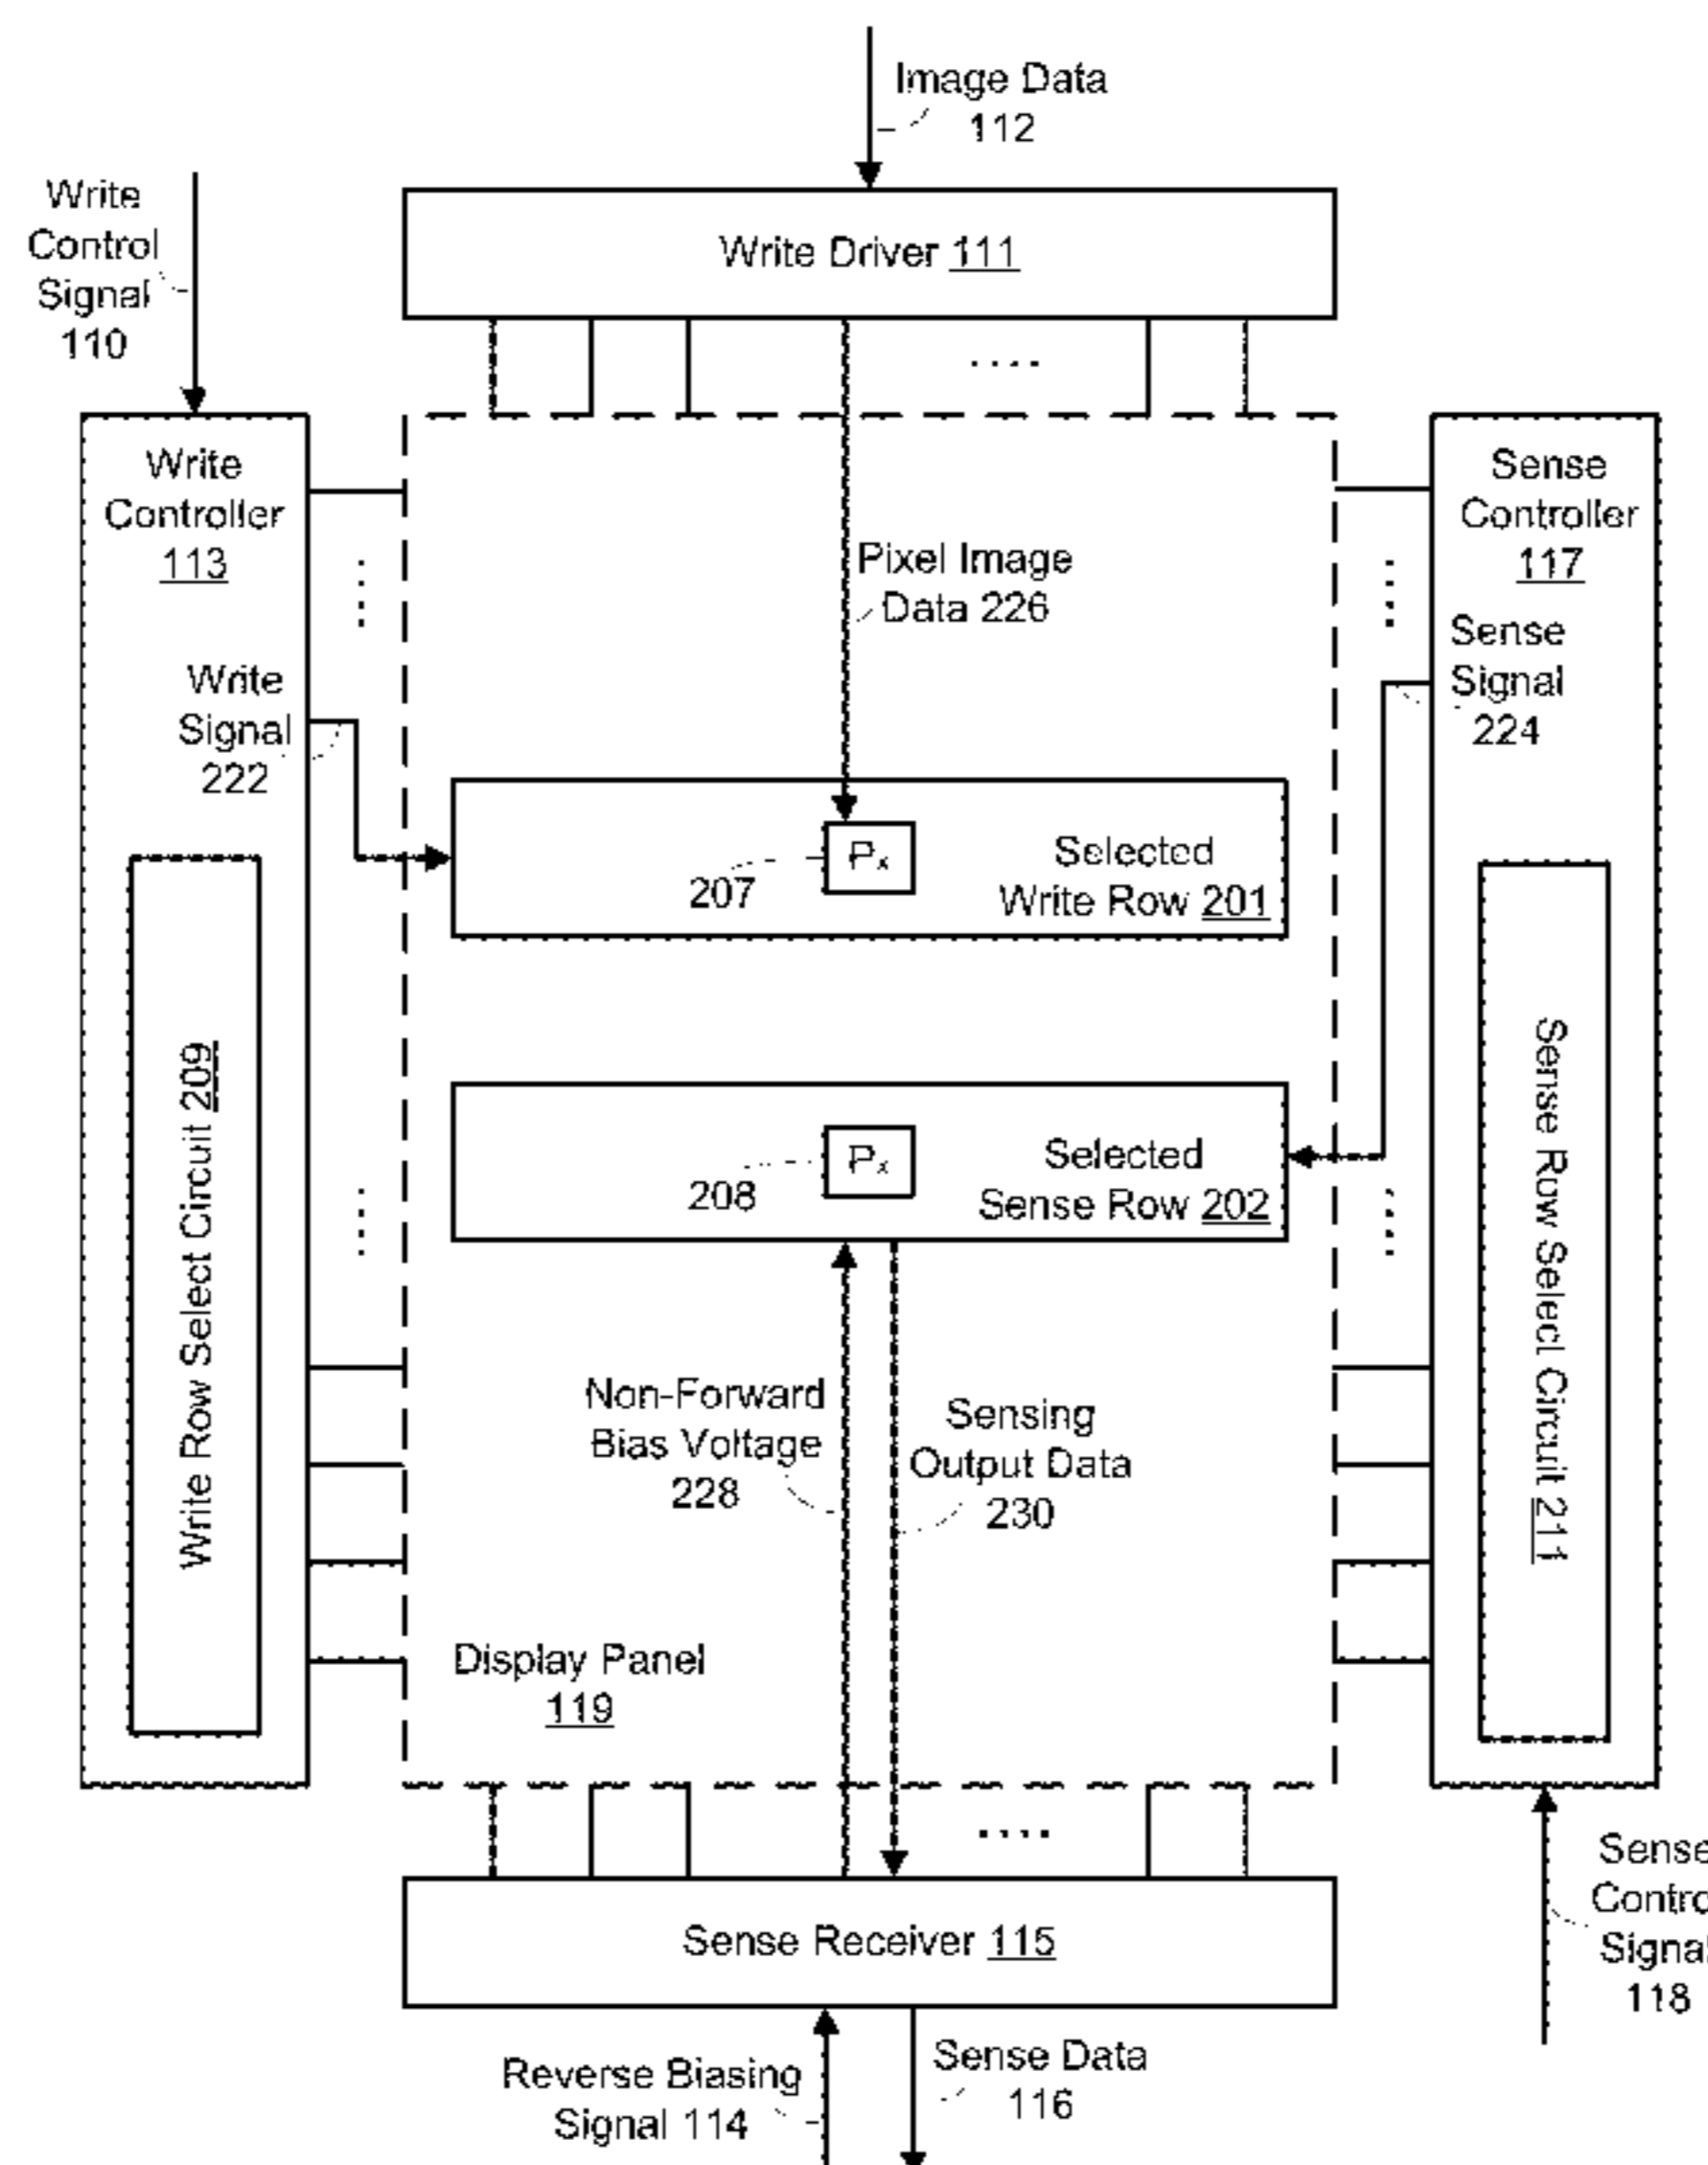 Image Data
112
Write
Control
Signal
110
Write Driver 111
....
Write
Controller
113
Sense
Controller
117
Pixel Image
Data 226
Sense
Signal
224
Write
Signal
222
Px
207
Selected
Write Row 201
Write Row Select Circuit 209
Sense Row Select Circuit 211
Px
208
Selected
Sense Row 202
Non-Forward
Bias Voltage
228
Sensing
Output Data
230
Display Panel
119
....
Sense
Contro
Signal
118
Sense Receiver 115
Reverse Biasing
Signal 114
Sense Data
116